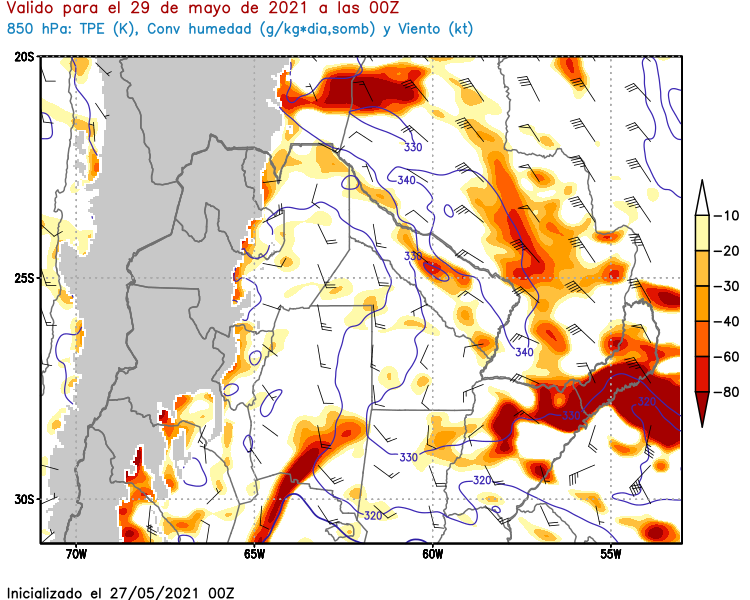 Valido para el 29 de mayo de 2021 a las 00Z
850 hPa: TPE (K), Conv humedad (g/kg*dia,somb) y Viento (kt)
20S
330
340
-10
-20
330
25S
-30
-40
340
-60
-80
320
332
330
320
30S
320
70W 65W 60W 55W
Inicializado el 27/05/2021 00Z